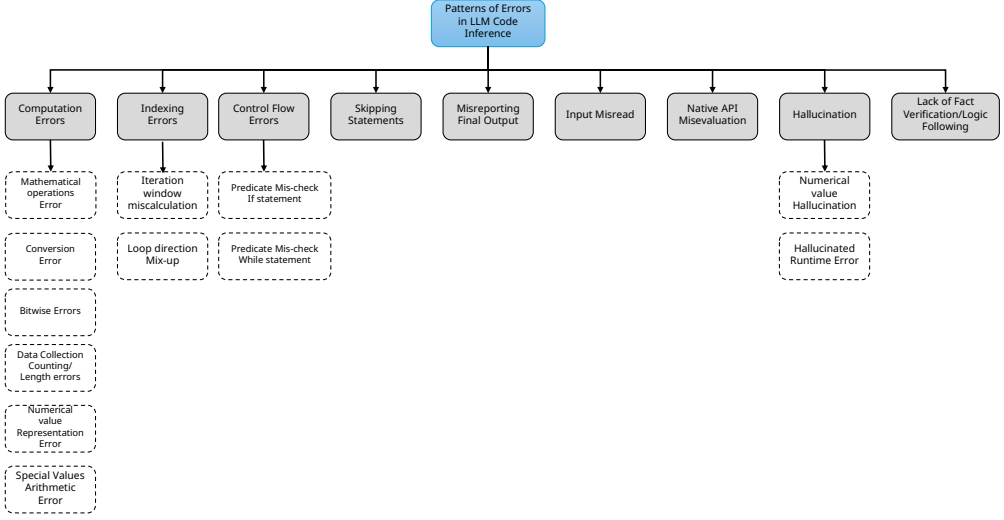 Patterns of Errors
in LLM Code
Inference
Computation
Errors
Indexing
Errors
Control Flow
Errors
Skipping
Statements
Misreporting
Final Output
Input Misread
Native API
Misevaluation
Hallucination
Lack of Fact
Verification/Logic
Following
Mathematical
operations
Error
Iteration
window
miscalculation
Predicate Mis-check
If statement
Numerical
value
Hallucination
Conversion
Error
Loop direction
Mix-up
Predicate Mis-check
While statement
Hallucinated
Runtime Error
Bitwise Errors
Data Collection
Counting/
Length errors
Numerical
value
Representation
Error
Special Values
Arithmetic
Error